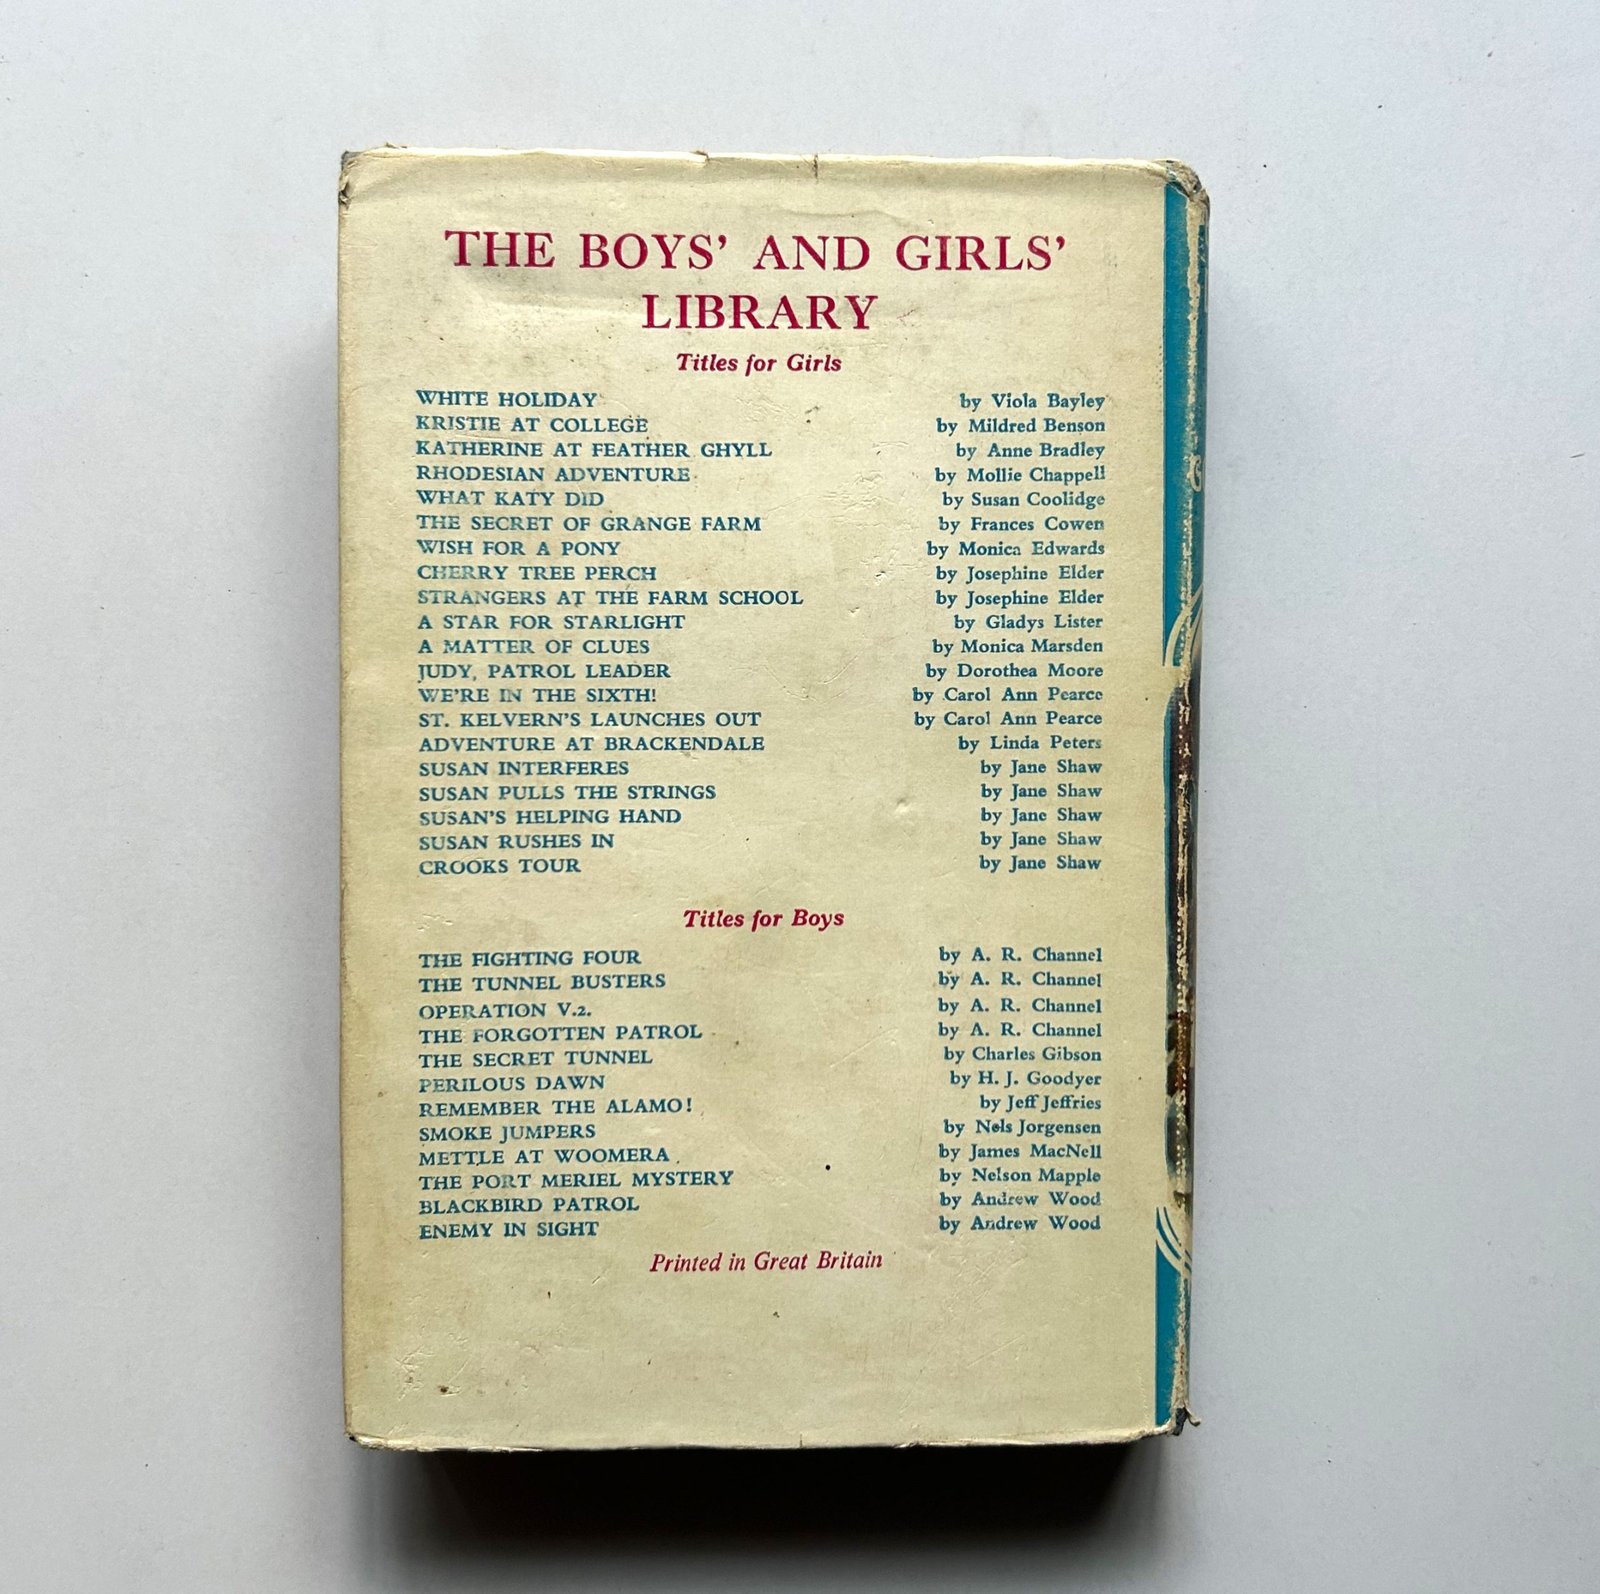 THE BOYS' AND GIRLS'
LIBRARY
Titles for Girls
WHITE HOLIDAY by Viola Bayley
KRISTIE AT COLLEGE by Mildred Benson
KATHERINE AT FEATHER GHYLL by Anne Bradley
RHODESIAN ADVENTURE by Mollie Chappell
WHAT KATY DID by Susan Coolidge
THE SECRET OF GRANGE FARM by Frances Cowen
WISH FOR A PONY by Monica Edwards
CHERRY TREE PERCH by Josephine Elder
STRANGERS AT THE FARM SCHOOL by Josephine Elder
A STAR FOR STARLIGHT by Gladys Lister
A MATTER OF CLUES by Monica Marsden
JUDY, PATROL LEADER by Dorothea Moore
WE'RE IN THE SIXTH! by Carol Ann Pearce
ST. KELVERN'S LAUNCHES OUT by Carol Ann Pearce
ADVENTURE AT BRACKENDALE by Linda Peters
SUSAN INTERFERES by Jane Shaw
SUSAN PULLS THE STRINGS by Jane Shaw
SUSAN'S HELPING HAND by Jane Shaw
SUSAN RUSHES IN by Jane Shaw
CROOKS TOUR by Jane Shaw
Titles for Boys
THE FIGHTING FOUR by A. R. Channel
THE TUNNEL BUSTERS by A. R. Channel
OPERATION V.2. by A. R. Channel
THE FORGOTTEN PATROL by A. R. Channel
THE SECRET TUNNEL by Charles Gibson
PERILOUS DAWN by H. J. Goodyer
REMEMBER THE ALAMO! by Jeff Jeffries
SMOKE JUMPERS by Nels Jorgensen
METTLE AT WOOMERA by James MacNell
THE PORT MERIEL MYSTERY by Nelson Mapple
BLACKBIRD PATROL by Andrew Wood
ENEMY IN SIGHT by Andrew Wood
Printed in Great Britain